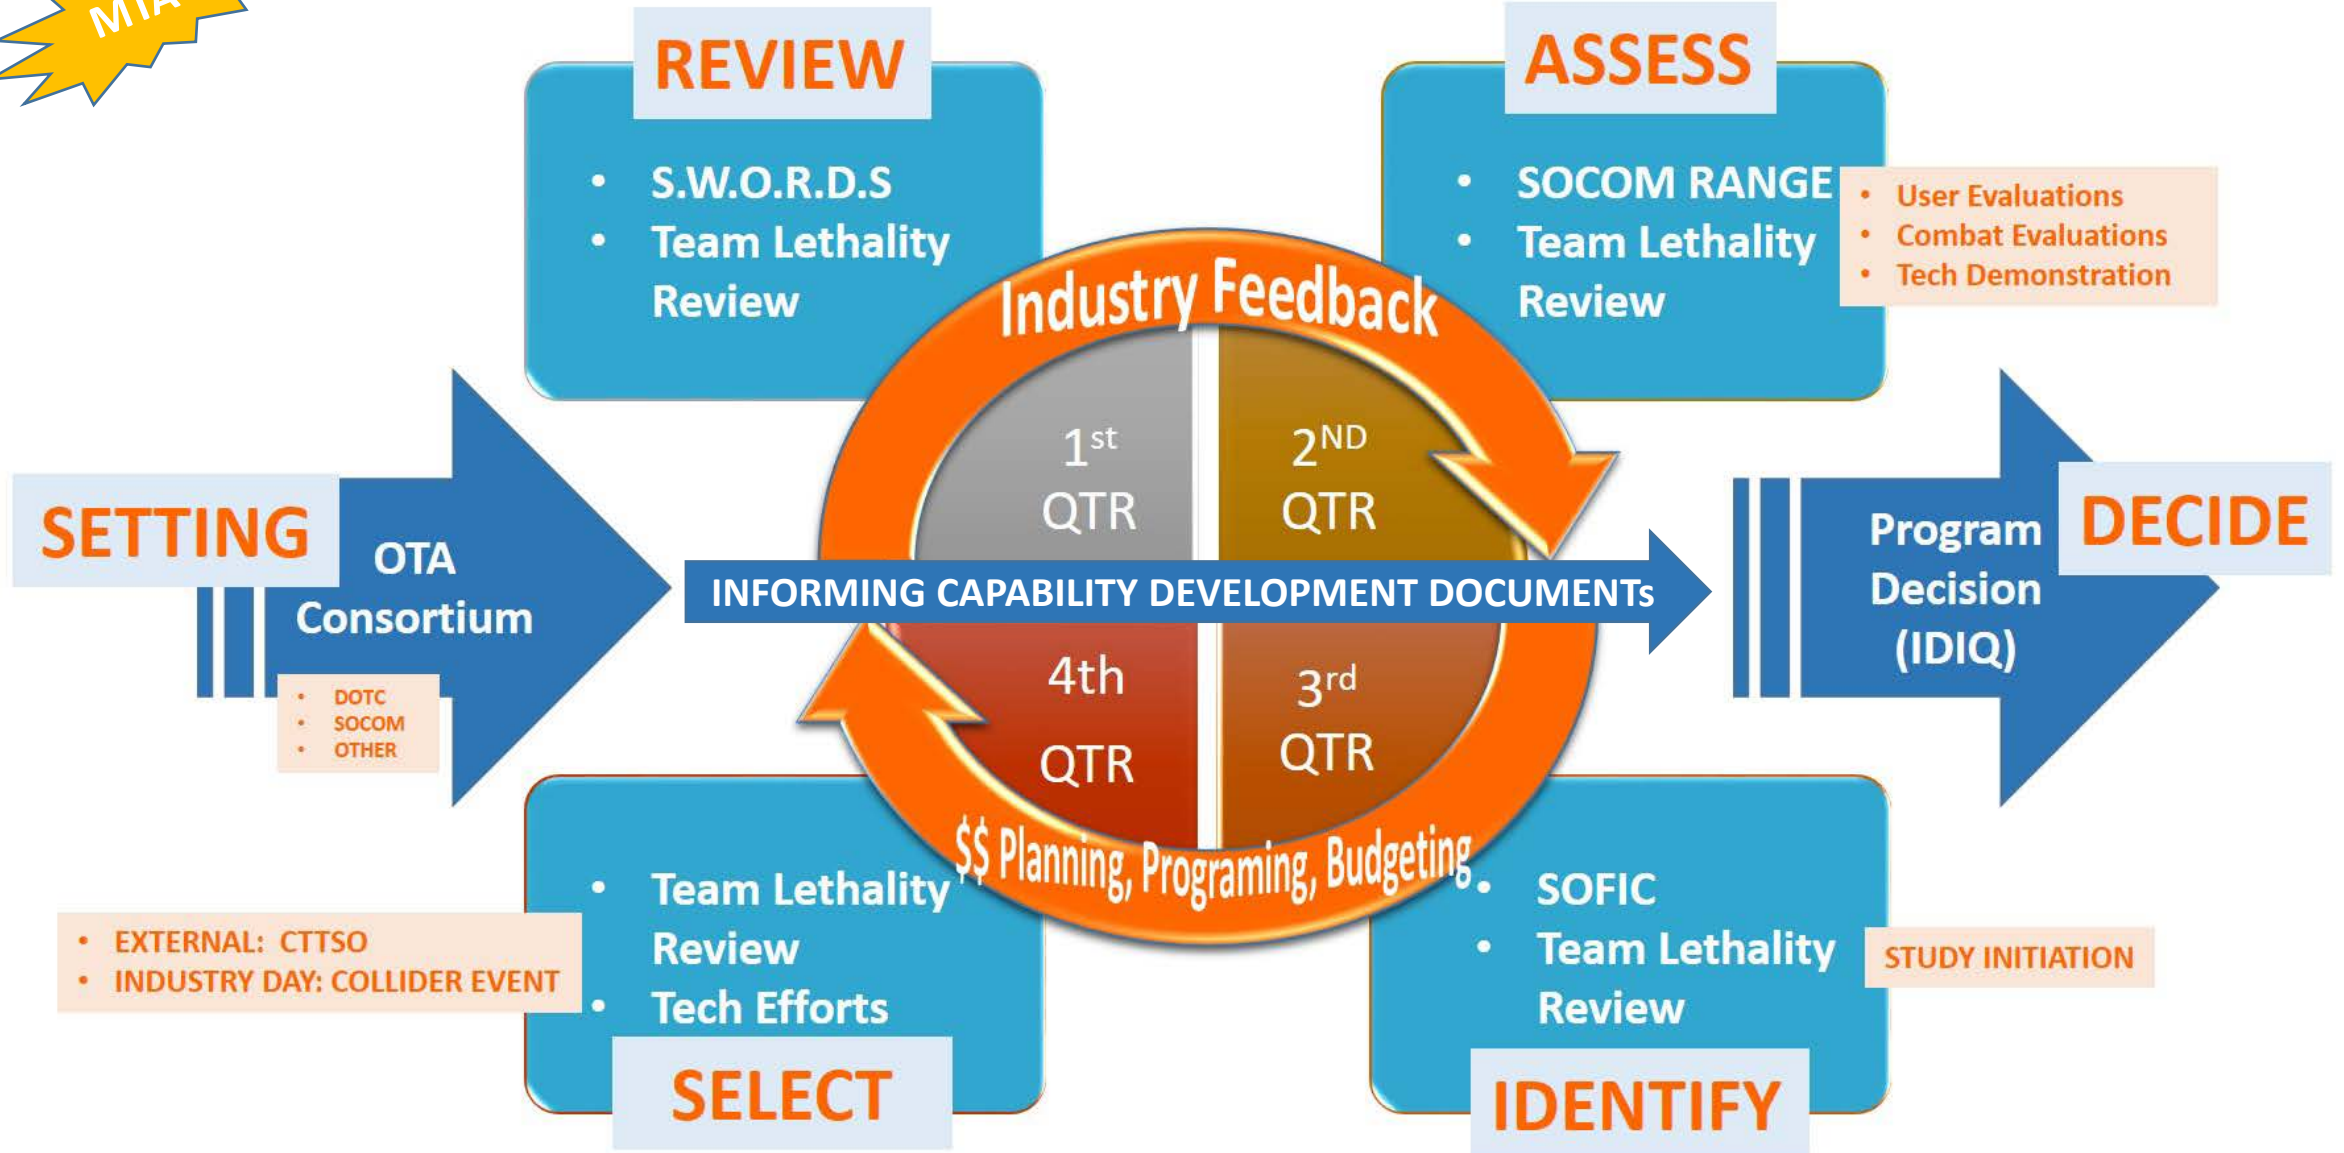 MTA
REVIEW
• S.W.O.R.D.S
• Team Lethality
Review
ASSESS
• SOCOM RANGE
• Team Lethality
Review
• User Evaluations
• Combat Evaluations
• Tech Demonstration
Industry Feedback
1st
QTR
2ND
QTR
SETTING
OTA
Consortium
• DOTC
• SOCOM
• OTHER
INFORMING CAPABILITY DEVELOPMENT DOCUMENTs
Program
Decision
(IDIQ)
DECIDE
4th
QTR
3rd
QTR
$$ Planning, Programing, Budgeting
• EXTERNAL: CTTSO
• INDUSTRY DAY: COLLIDER EVENT
• Team Lethality
Review
• Tech Efforts
SELECT
• SOFIC
• Team Lethality
Review
STUDY INITIATION
IDENTIFY